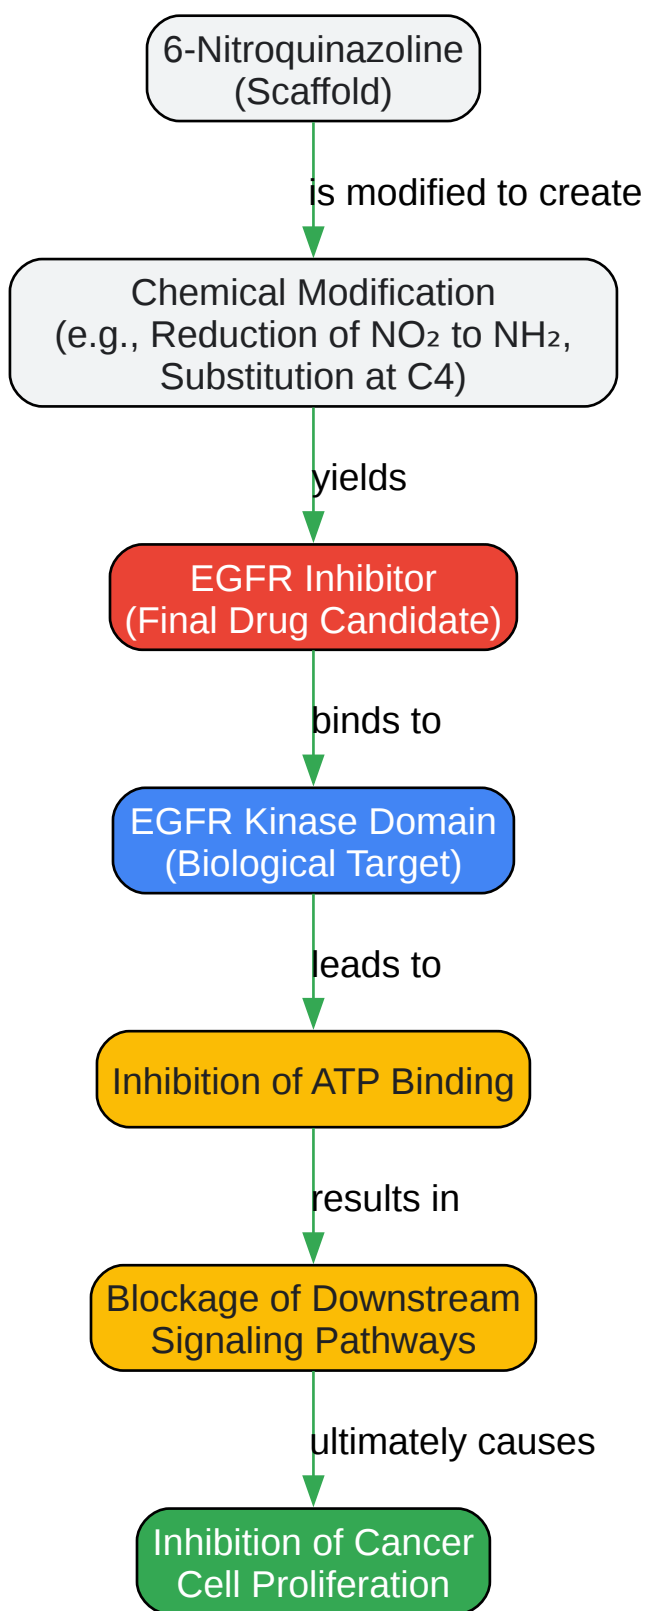 6-Nitroquinazoline
(Scaffold)
is modified to create
Chemical Modification
(e.g., Reduction of NO₂ to NH₂,
Substitution at C4)
yields
EGFR Inhibitor
(Final Drug Candidate)
binds to
EGFR Kinase Domain
(Biological Target)
leads to
Inhibition of ATP Binding
results in
Blockage of Downstream
Signaling Pathways
ultimately causes
Inhibition of Cancer
Cell Proliferation